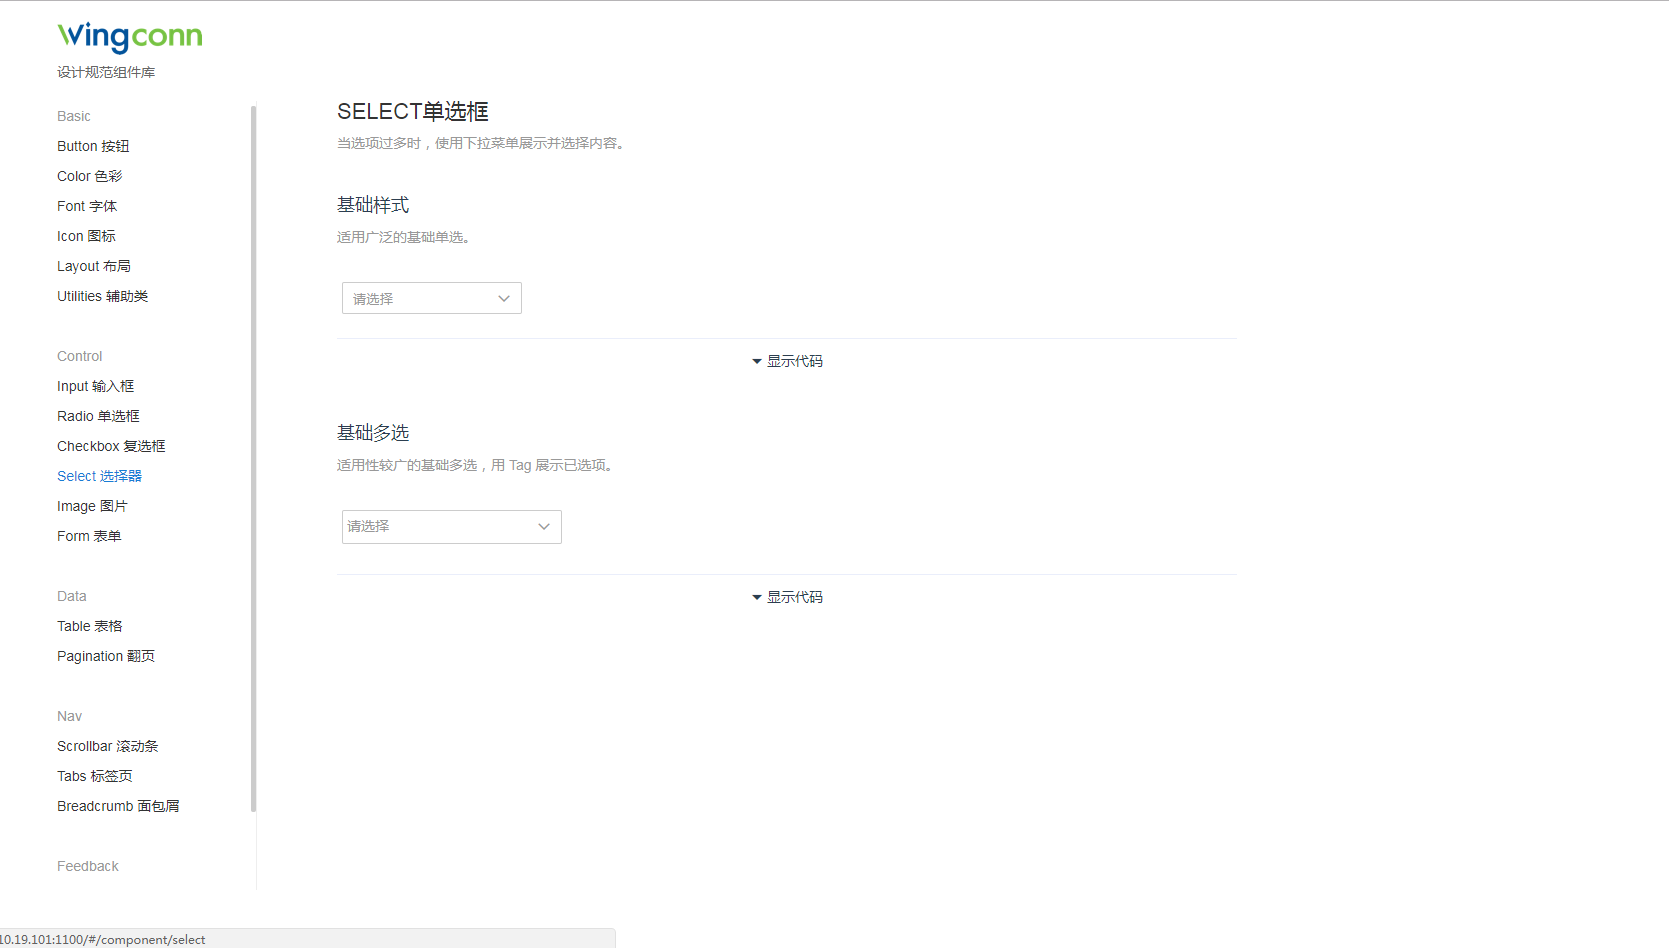 Wingconn
设计规范组件库
Basic
Button 按钮
Color 色彩
Font 字体
Icon 图标
Layout 布局
Utilities 辅助类
Control
Input 输入框
Radio 单选框
Checkbox 复选框
Select 选择器
Image 图片
Form 表单
Data
Table 表格
Pagination 翻页
Nav
Scrollbar 滚动条
Tabs 标签页
Breadcrumb 面包屑
Feedback
SELECT单选框
当选项过多时，使用下拉菜单展示并选择内容。
基础样式
适用广泛的基础单选。
请选择
显示代码
基础多选
适用性较广的基础多选，用 Tag 展示已选项。
请选择
显示代码
10.19.101:1100/#/component/select